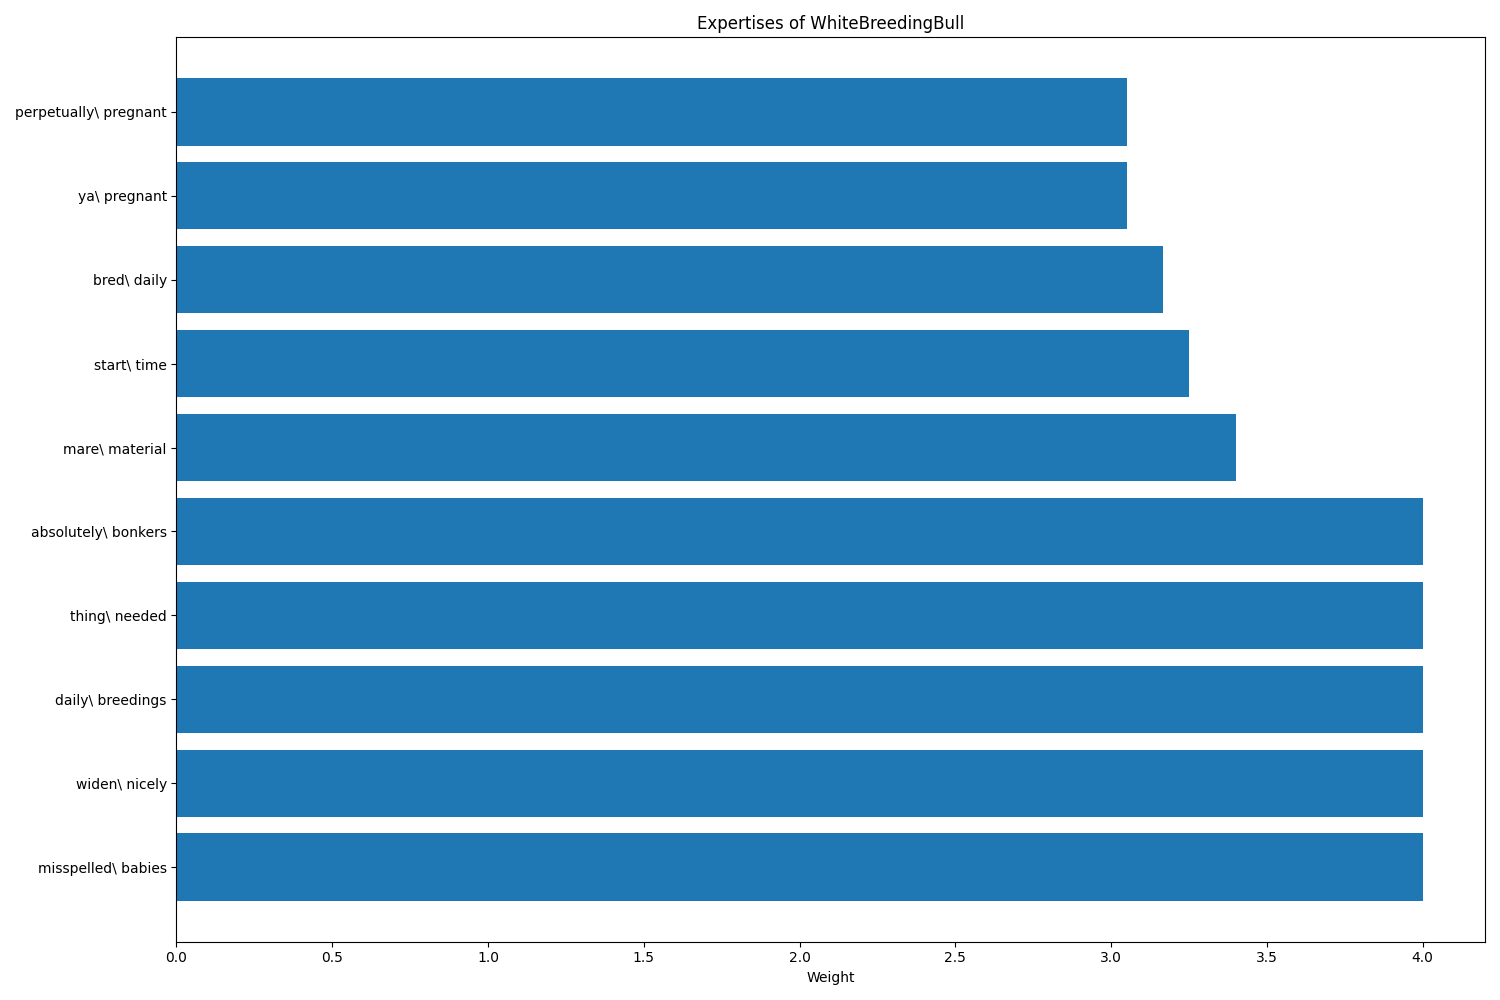 Expertises of WhiteBreedingBull
perpetually\ pregnant
ya\ pregnant
bred\ daily
start\ time
mare\ material
absolutely\ bonkers
thing\ needed
daily\ breedings
widen\ nicely
misspelled\ babies
0.0 0.5 1.0 1.5 2.0 2.5 3.0 3.5 4.0
Weight